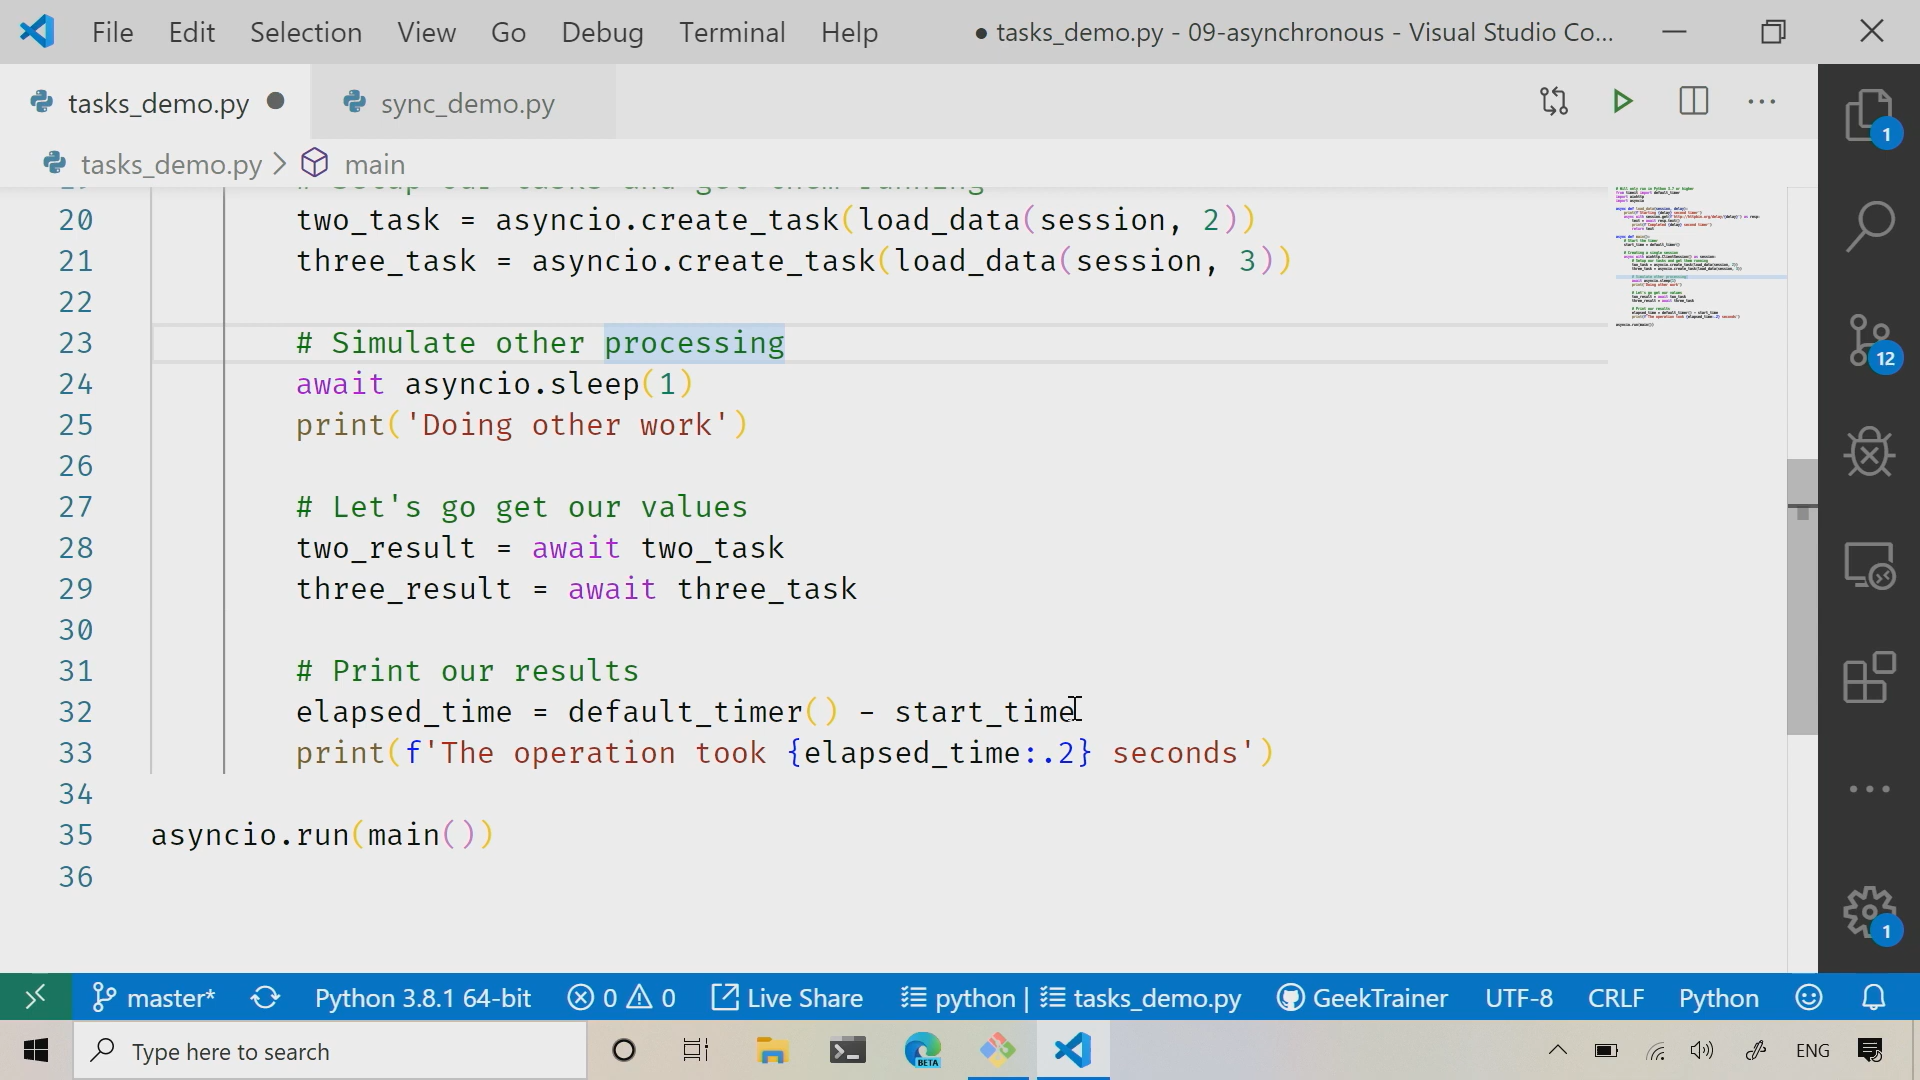 File Edit Selection View Go Debug Terminal Help ● tasks_demo.py - 09-asynchronous - Visual Studio Co...
tasks_demo.py sync_demo.py
tasks_demo.py > main
20 two_task = asyncio.create_task(load_data(session, 2))
21 three_task = asyncio.create_task(load_data(session, 3))
22
23 # Simulate other processing
24 await asyncio.sleep(1)
25 print('Doing other work')
26
27 # Let's go get our values
28 two_result = await two_task
29 three_result = await three_task
30
31 # Print our results
32 elapsed_time = default_timer() - start_time
33 print(f'The operation took {elapsed_time:.2} seconds')
34
35 asyncio.run(main())
36
1
12
1
master* Python 3.8.1 64-bit 0 0 Live Share python | tasks_demo.py GeekTrainer UTF-8 CRLF Python
Type here to search BETA ENG